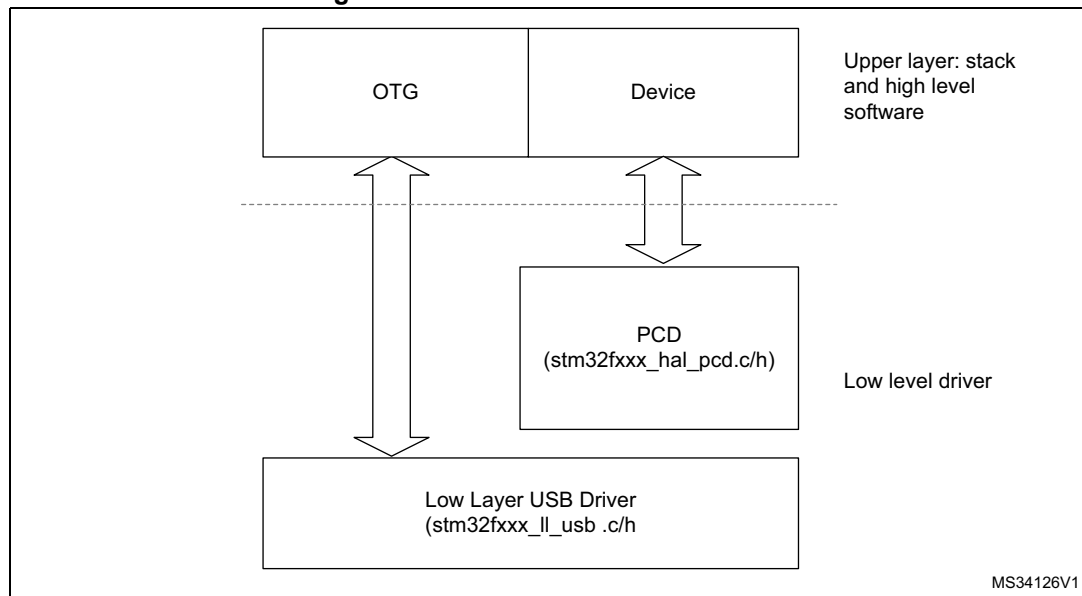 OTG
Device
Upper layer: stack
and high level
software
PCD
(stm32fxxx_hal_pcd.c/h)
Low level driver
Low Layer USB Driver
(stm32fxxx_ll_usb .c/h
MS34126V1